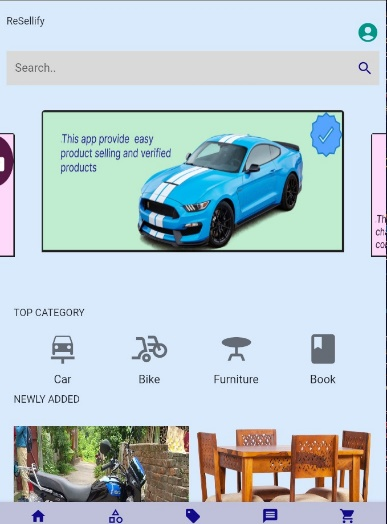 ReSellify
Search..
This app provide easy
product selling and verified
products
TOP CATEGORY
Car
Bike
Furniture
Book
NEWLY ADDED